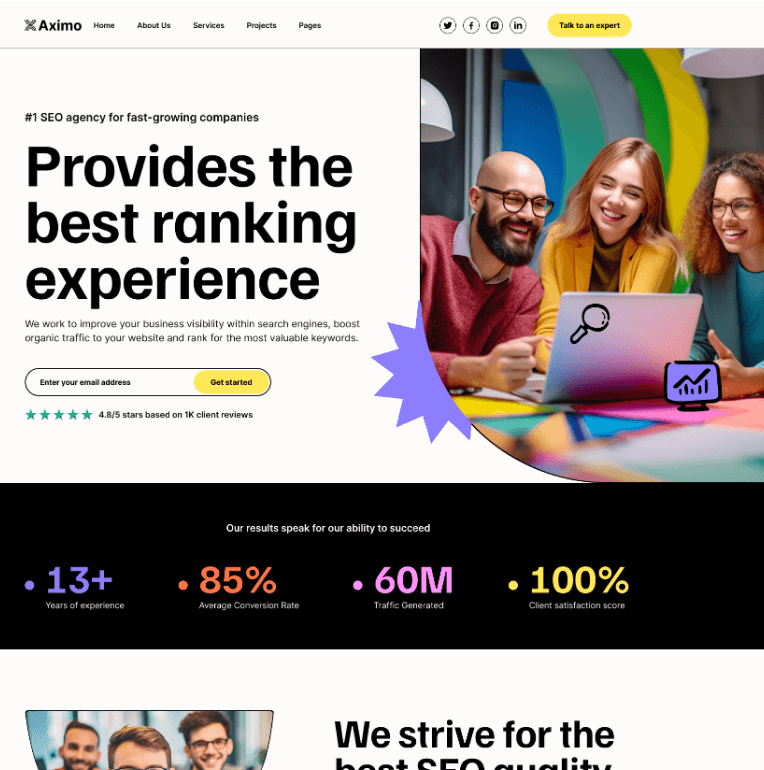 Aximo
Home
About Us
Services
Projects
Pages
Talk to an expert
#1 SEO agency for fast-growing companies
Provides the
best ranking
experience
We work to improve your business visibility within search engines, boost
organic traffic to your website and rank for the most valuable keywords.
Enter your email address
Get started
4.8/5 stars based on 1K client reviews
Our results speak for our ability to succeed
13+
Years of experience
85%
Average Conversion Rate
60M
Traffic Generated
100%
Client satisfaction score
We strive for the
best SEO quality